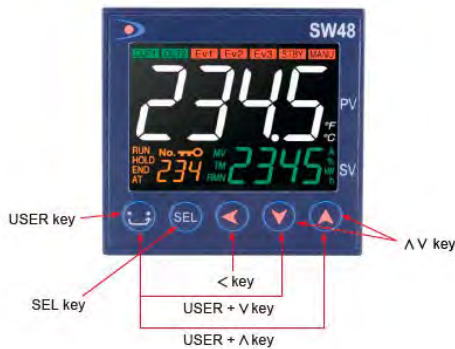 SW48
OUT1 OUT2 Ev1 Ev2 Ev3 STBY MANU
234.5 PV
°F
°C
RUN No. MV
HOLD 234 TM 2345 SV
END RMN
AT
SEL
USER key
SEL key
< key
USER + ∨ key
USER + ∧ key
∧ ∨ key